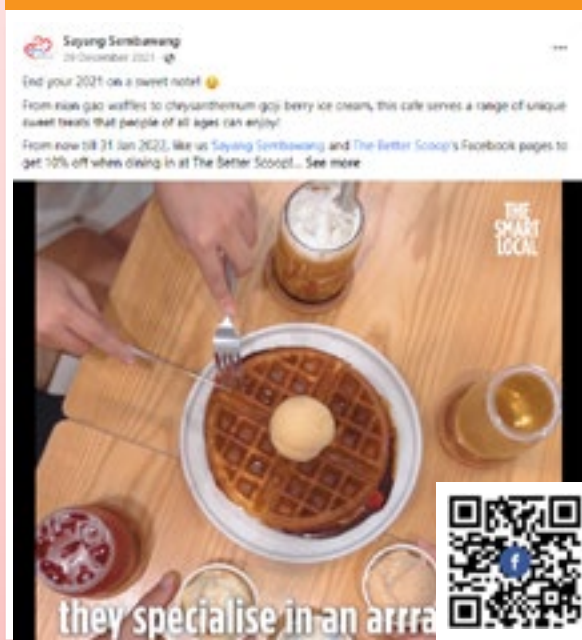 Sayang Sembawang
29 December 2021
End your 2021 on a sweet note!
From nian gao waffles to chrysanthemum goji berry ice cream, this cafe serves a range of unique
sweet treats that people of all ages can enjoy!
From now till 31 Jan 2022, like us Sayang Sembawang and The Better Scoop's Facebook pages to
get 10% off when dining in at The Better Scoop!... See more
THE
SMART
LOCAL
they specialise in an arrra